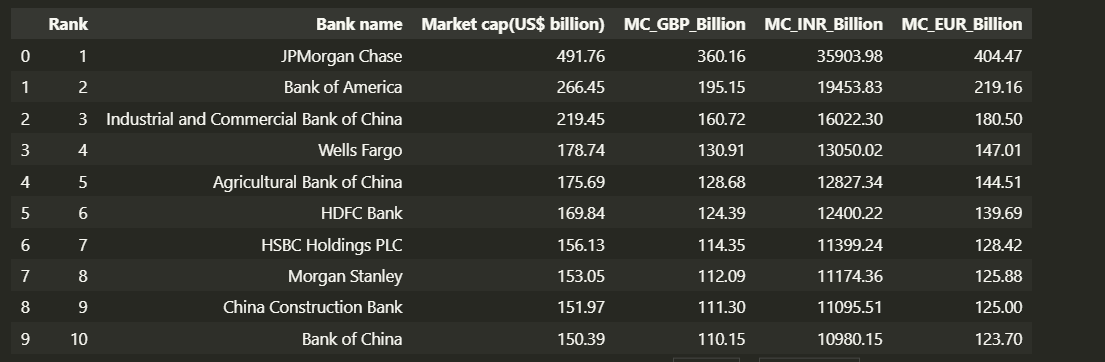 Rank Bank name Market cap(US$ billion) MC_GBP_Billion MC_INR_Billion MC_EUR_Billion
0 1 JPMorgan Chase 491.76 360.16 35903.98 404.47
1 2 Bank of America 266.45 195.15 19453.83 219.16
2 3 Industrial and Commercial Bank of China 219.45 160.72 16022.30 180.50
3 4 Wells Fargo 178.74 130.91 13050.02 147.01
4 5 Agricultural Bank of China 175.69 128.68 12827.34 144.51
5 6 HDFC Bank 169.84 124.39 12400.22 139.69
6 7 HSBC Holdings PLC 156.13 114.35 11399.24 128.42
7 8 Morgan Stanley 153.05 112.09 11174.36 125.88
8 9 China Construction Bank 151.97 111.30 11095.51 125.00
9 10 Bank of China 150.39 110.15 10980.15 123.70